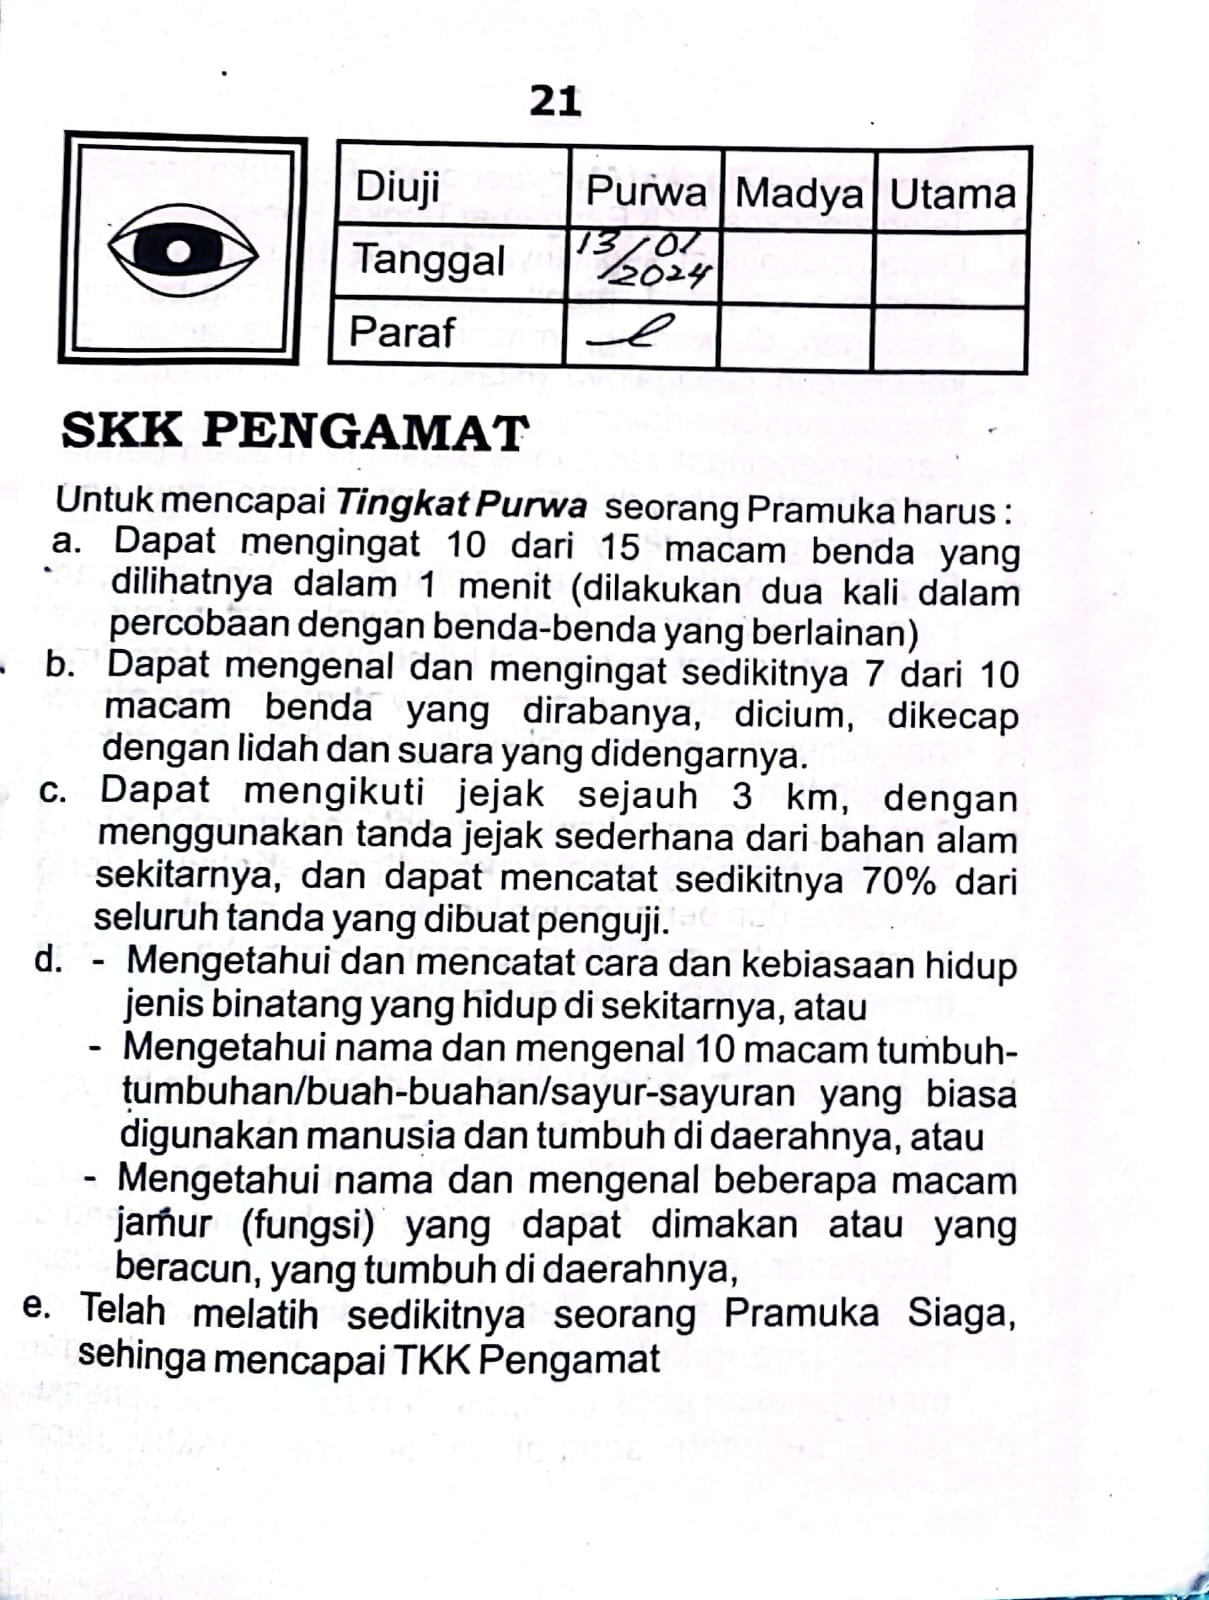 21
Diuji Purwa Madya Utama
Tanggal 13/01/2024
Paraf
SKK PENGAMAT
Untuk mencapai Tingkat Purwa seorang Pramuka harus :
a. Dapat mengingat 10 dari 15 macam benda yang
dilihatnya dalam 1 menit (dilakukan dua kali dalam
percobaan dengan benda-benda yang berlainan)
b. Dapat mengenal dan mengingat sedikitnya 7 dari 10
macam benda yang dirabanya, dicium, dikecap
dengan lidah dan suara yang didengarnya.
c. Dapat mengikuti jejak sejauh 3 km, dengan
menggunakan tanda jejak sederhana dari bahan alam
sekitarnya, dan dapat mencatat sedikitnya 70% dari
seluruh tanda yang dibuat penguji.
d. - Mengetahui dan mencatat cara dan kebiasaan hidup
jenis binatang yang hidup di sekitarnya, atau
- Mengetahui nama dan mengenal 10 macam tumbuh-
tumbuhan/buah-buahan/sayur-sayuran yang biasa
digunakan manusia dan tumbuh di daerahnya, atau
- Mengetahui nama dan mengenal beberapa macam
jamur (fungsi) yang dapat dimakan atau yang
beracun, yang tumbuh di daerahnya,
e. Telah melatih sedikitnya seorang Pramuka Siaga,
sehinga mencapai TKK Pengamat